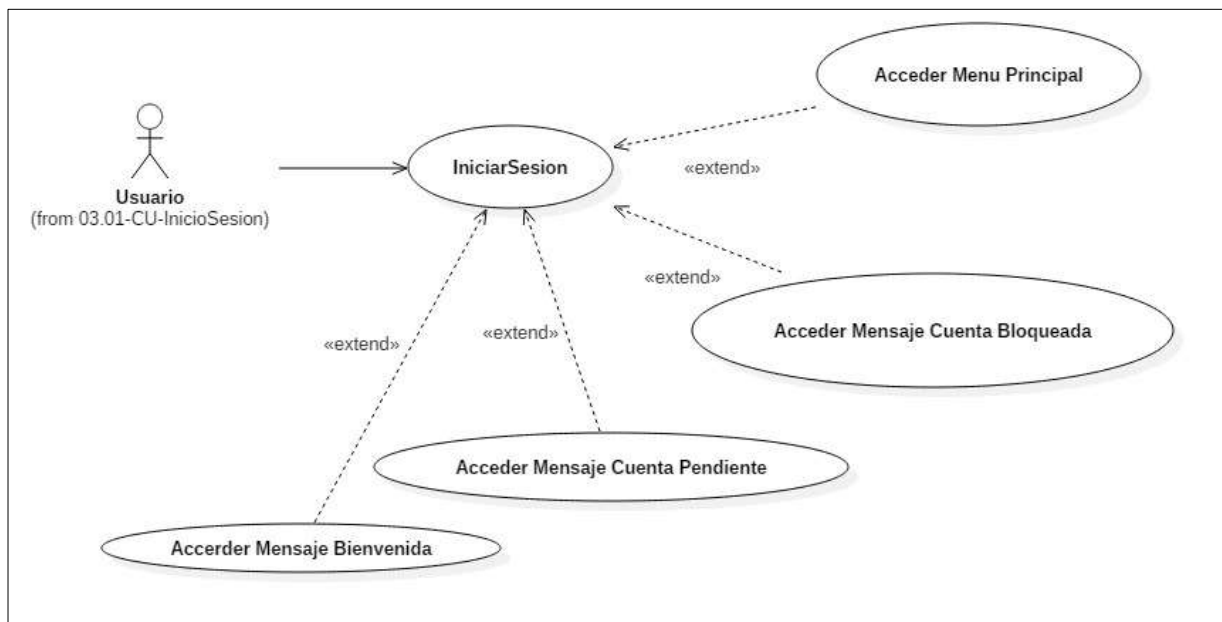 Acceder Menu Principal
IniciarSesion
«extend»
Usuario
(from 03.01-CU-InicioSesion)
«extend»
Acceder Mensaje Cuenta Bloqueada
«extend»
«extend»
Acceder Mensaje Cuenta Pendiente
Accerder Mensaje Bienvenida